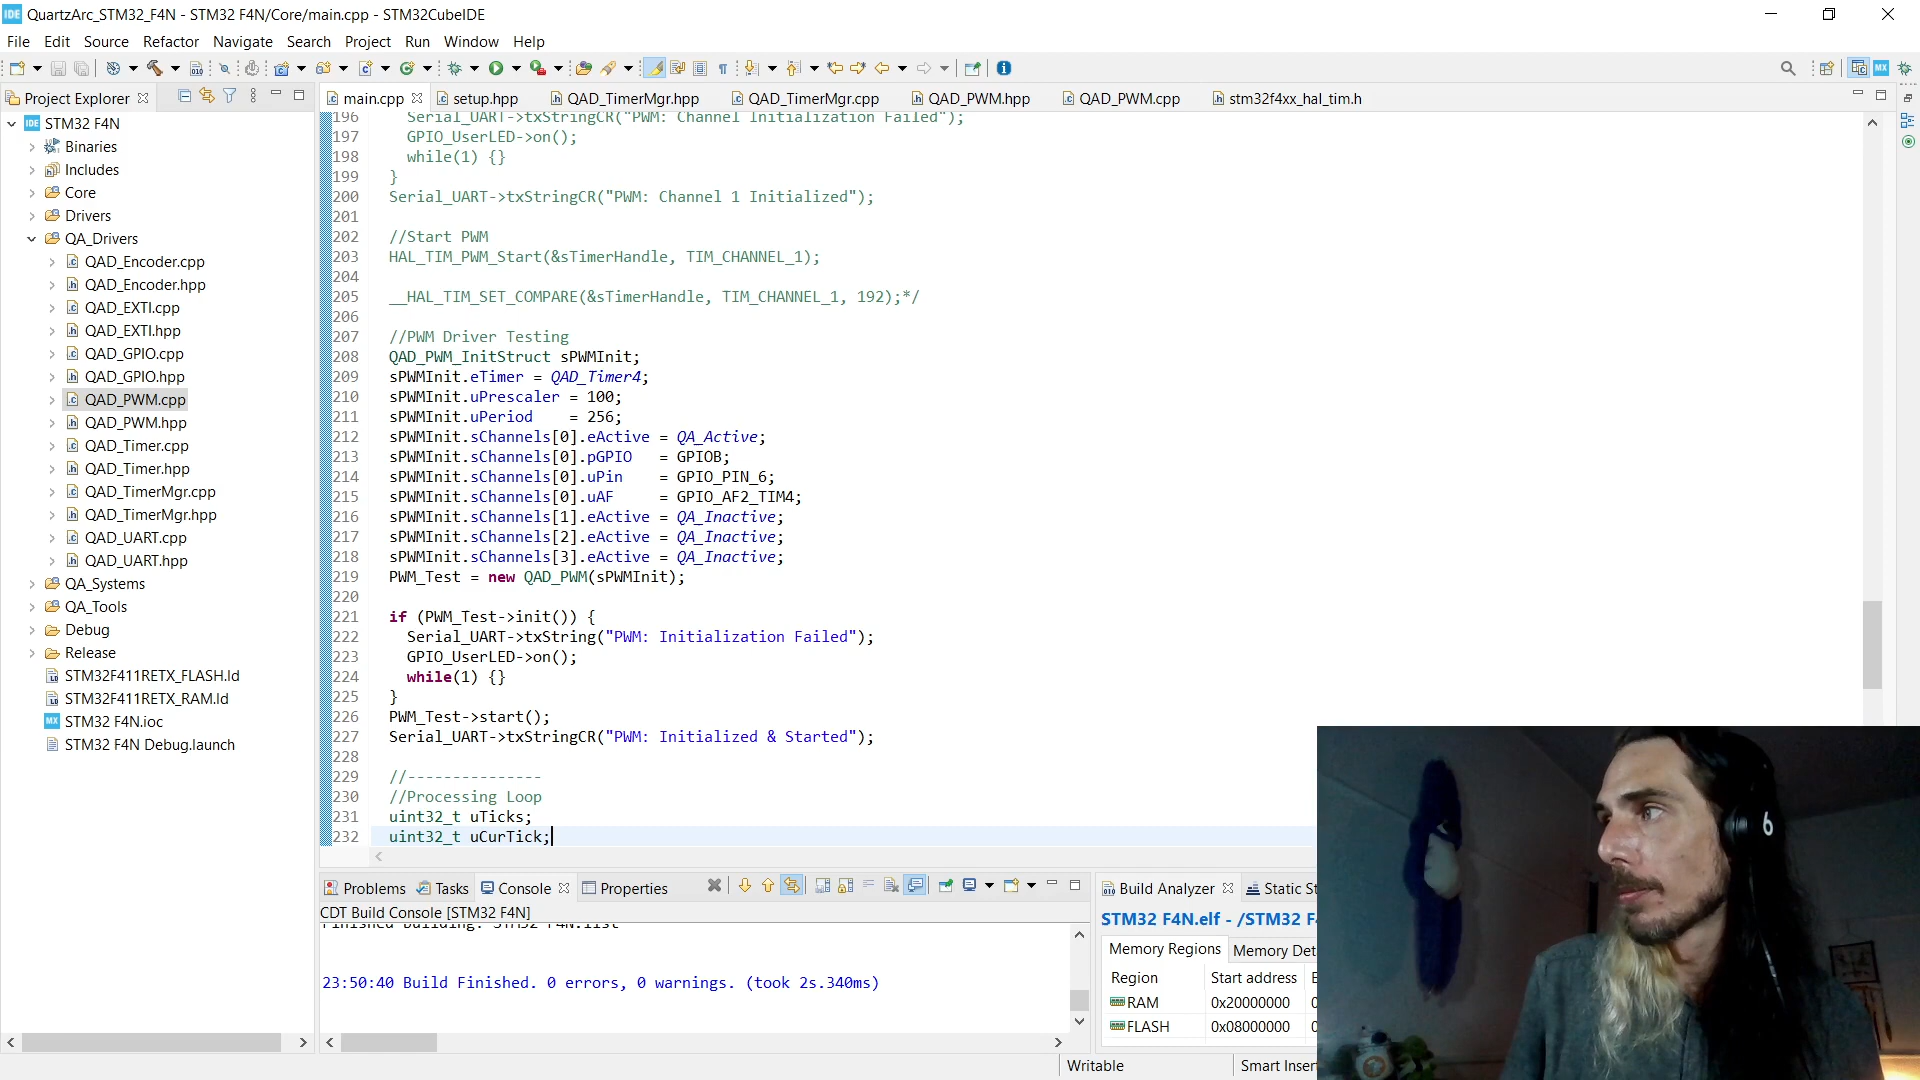 IDE QuartzArc_STM32_F4N - STM32 F4N/Core/main.cpp - STM32CubeIDE
File Edit Source Refactor Navigate Search Project Run Window Help
Project Explorer
IDE STM32 F4N
Binaries
Includes
Core
Drivers
QA_Drivers
QAD_Encoder.cpp
QAD_Encoder.hpp
QAD_EXTI.cpp
QAD_EXTI.hpp
QAD_GPIO.cpp
QAD_GPIO.hpp
QAD_PWM.cpp
QAD_PWM.hpp
QAD_Timer.cpp
QAD_Timer.hpp
QAD_TimerMgr.cpp
QAD_TimerMgr.hpp
QAD_UART.cpp
QAD_UART.hpp
QA_Systems
QA_Tools
Debug
Release
STM32F411RETX_FLASH.ld
STM32F411RETX_RAM.ld
MX STM32 F4N.ioc
STM32 F4N Debug.launch
main.cpp setup.hpp QAD_TimerMgr.hpp QAD_TimerMgr.cpp QAD_PWM.hpp QAD_PWM.cpp stm32f4xx_hal_tim.h
196 Serial_UART->txStringCR("PWM: Channel Initialization Failed");
197 GPIO_UserLED->on();
198 while(1) {}
199 }
200 Serial_UART->txStringCR("PWM: Channel 1 Initialized");
201
202 //Start PWM
203 HAL_TIM_PWM_Start(&sTimerHandle, TIM_CHANNEL_1);
204
205 __HAL_TIM_SET_COMPARE(&sTimerHandle, TIM_CHANNEL_1, 192);*/
206
207 //PWM Driver Testing
208 QAD_PWM_InitStruct sPWMInit;
209 sPWMInit.eTimer = QAD_Timer4;
210 sPWMInit.uPrescaler = 100;
211 sPWMInit.uPeriod    = 256;
212 sPWMInit.sChannels[0].eActive = QA_Active;
213 sPWMInit.sChannels[0].pGPIO   = GPIOB;
214 sPWMInit.sChannels[0].uPin    = GPIO_PIN_6;
215 sPWMInit.sChannels[0].uAF     = GPIO_AF2_TIM4;
216 sPWMInit.sChannels[1].eActive = QA_Inactive;
217 sPWMInit.sChannels[2].eActive = QA_Inactive;
218 sPWMInit.sChannels[3].eActive = QA_Inactive;
219 PWM_Test = new QAD_PWM(sPWMInit);
220
221 if (PWM_Test->init()) {
222 Serial_UART->txString("PWM: Initialization Failed");
223 GPIO_UserLED->on();
224 while(1) {}
225 }
226 PWM_Test->start();
227 Serial_UART->txStringCR("PWM: Initialized & Started");
228
229 //---------------
230 //Processing Loop
231 uint32_t uTicks;
232 uint32_t uCurTick;
Problems Tasks Console Properties
CDT Build Console [STM32 F4N]
Finished building: STM32 F4N.list
23:50:40 Build Finished. 0 errors, 0 warnings. (took 2s.340ms)
Build Analyzer Static St
STM32 F4N.elf - /STM32 F
Memory Regions Memory Det
Region Start address
RAM 0x20000000
FLASH 0x08000000
Writable Smart Inser
6